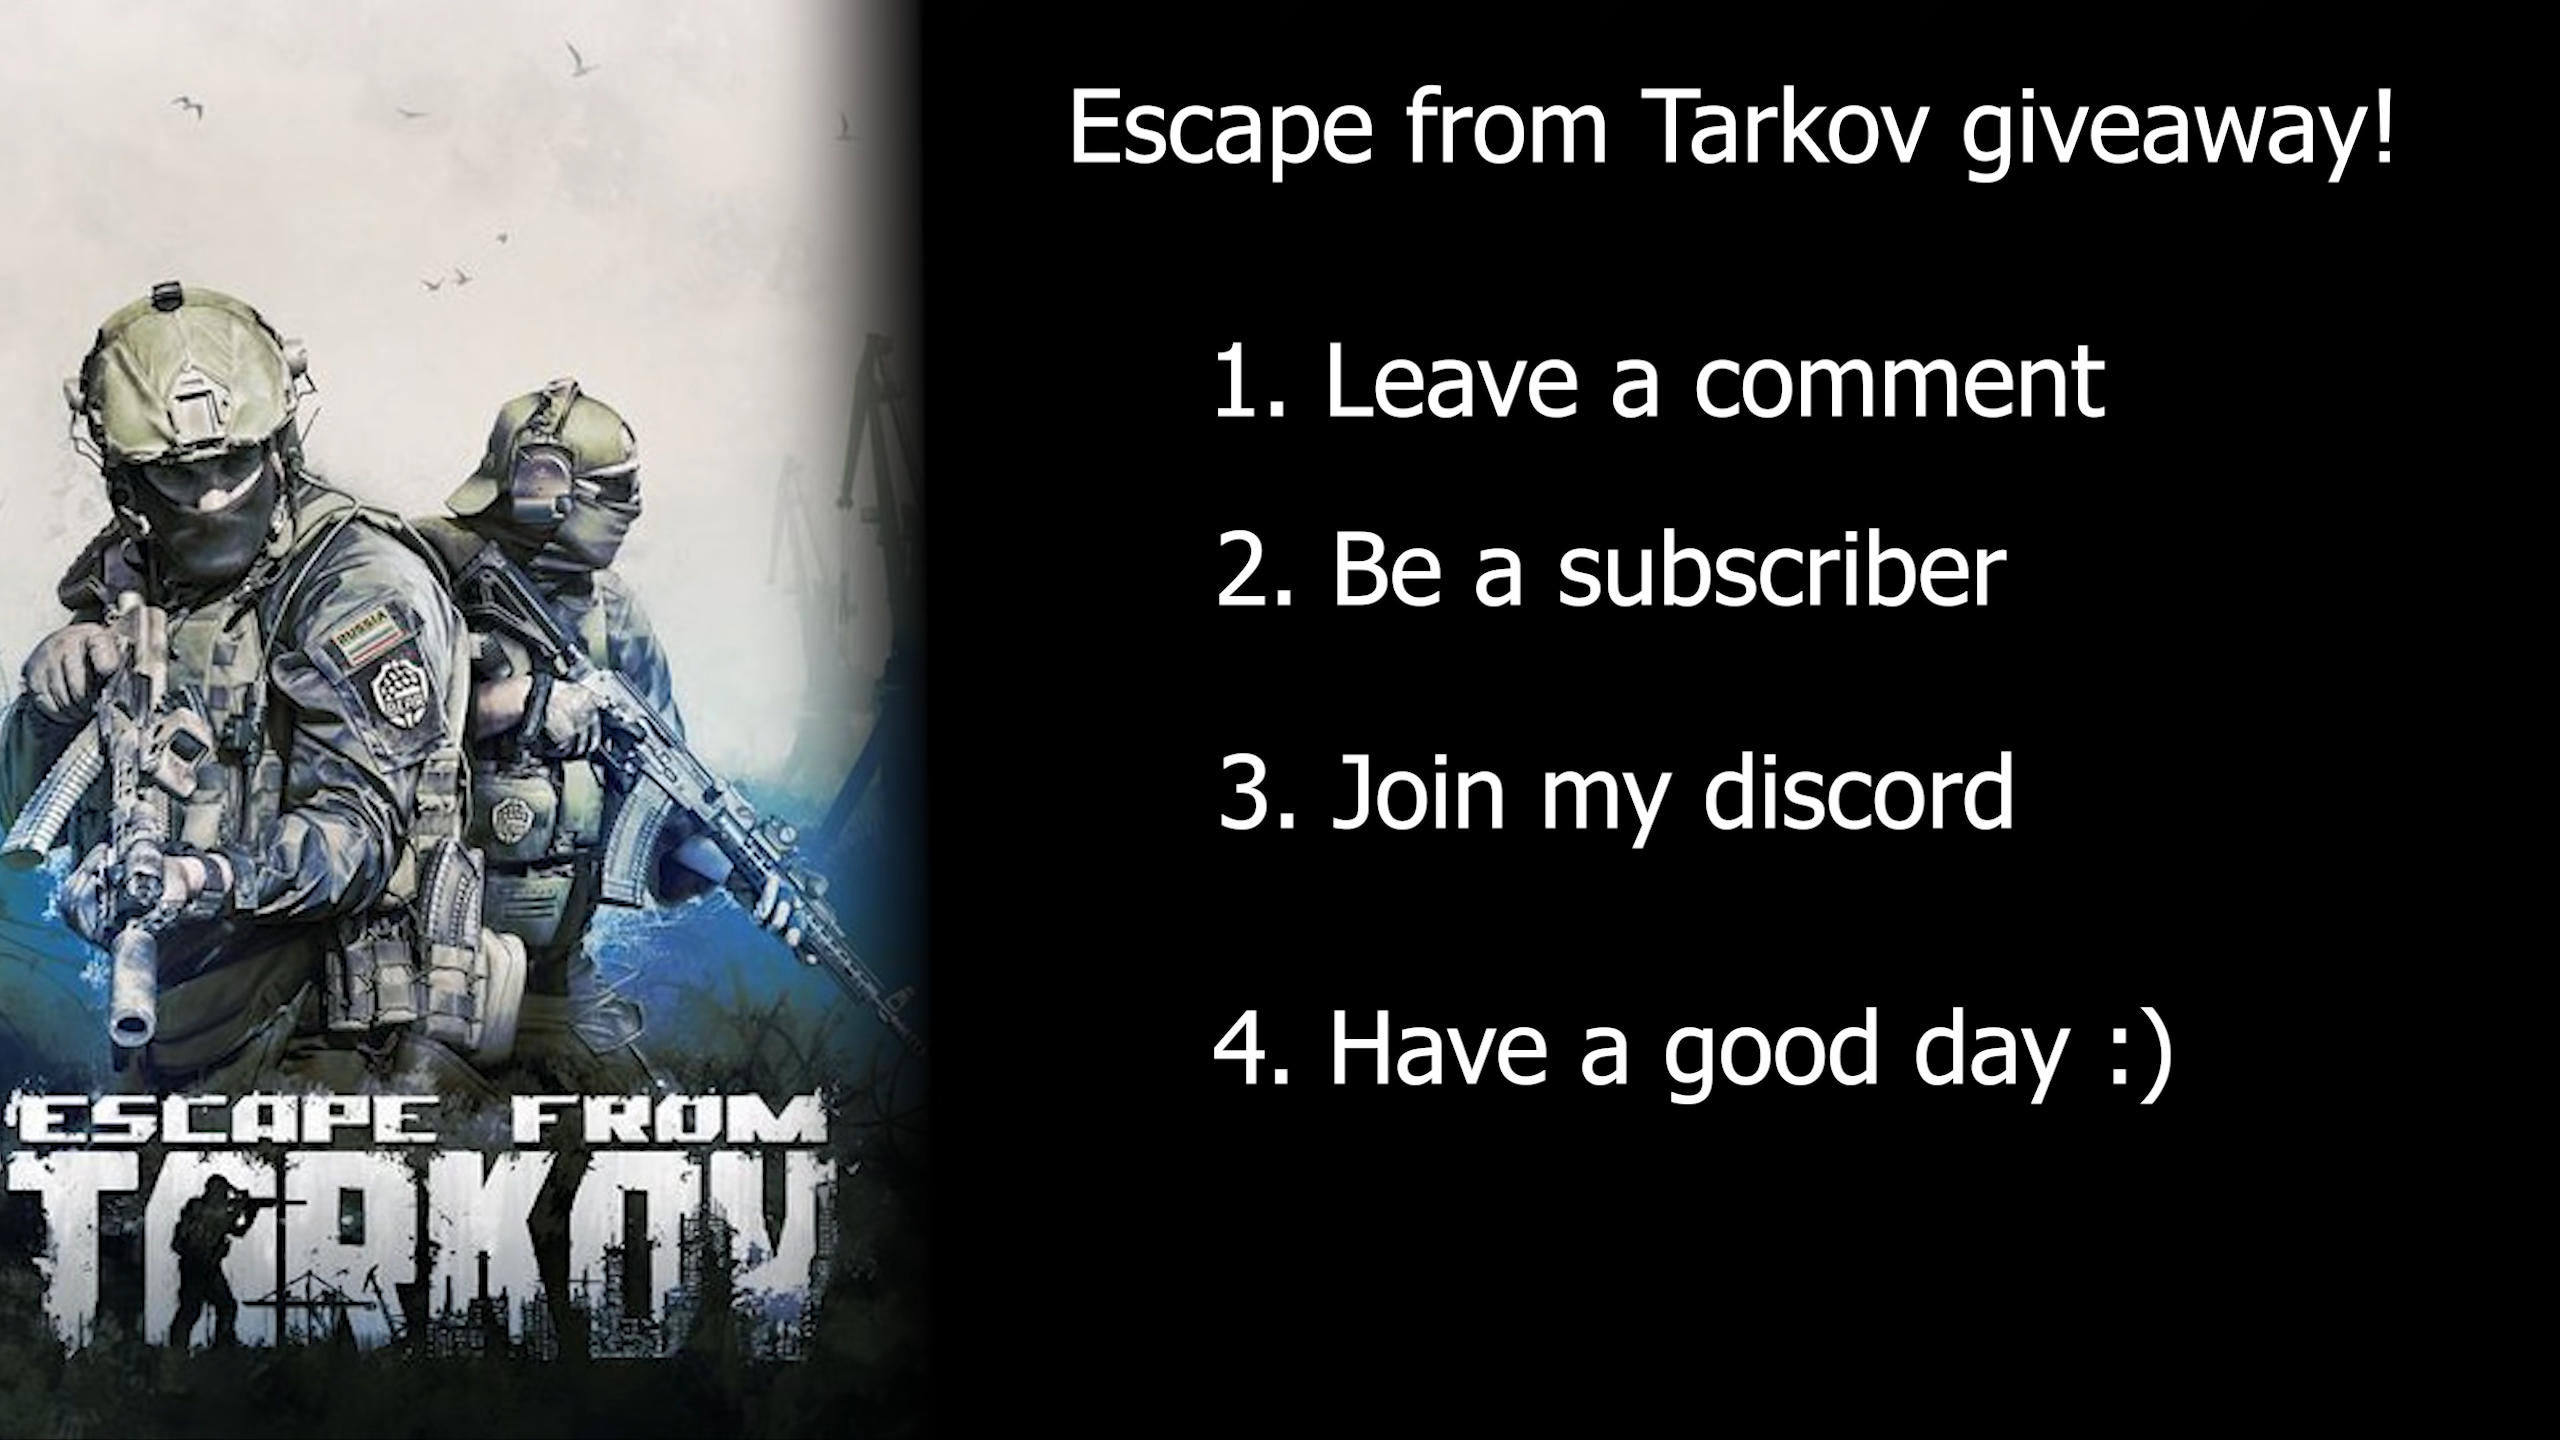 Escape from Tarkov giveaway!
1. Leave a comment
2. Be a subscriber
3. Join my discord
4. Have a good day :)
RUSSIA
ESCAPE FROM
TARKOV